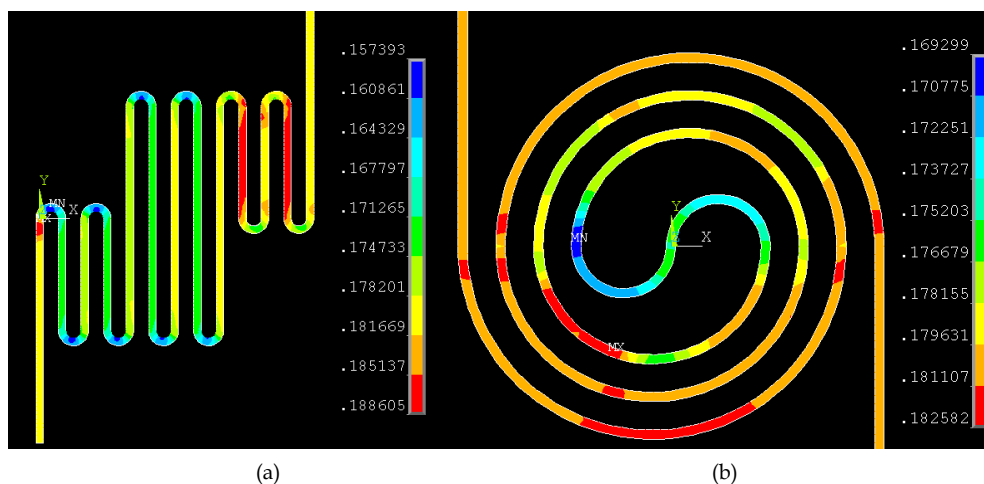 .157393
.160861
.164329
.167797
.171265
.174733
.178201
.181669
.185137
.188605
Y
MN
X
X
(a)
.169299
.170775
.172251
.173727
.175203
.176679
.178155
.179631
.181107
.182582
Y
MN
X
MX
(b)